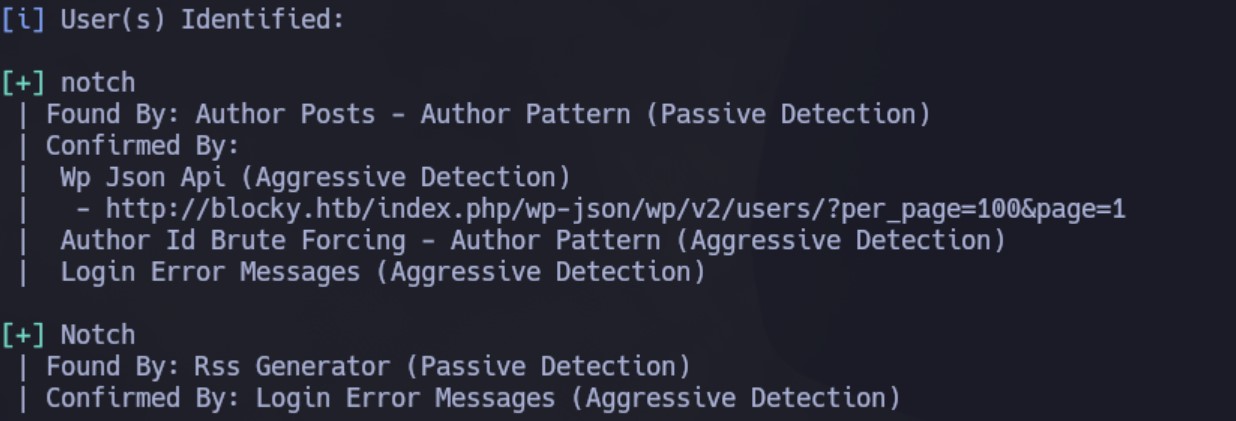 [i] User(s) Identified:
[+] notch
| Found By: Author Posts - Author Pattern (Passive Detection)
| Confirmed By:
|  Wp Json Api (Aggressive Detection)
|   - http://blocky.htb/index.php/wp-json/wp/v2/users/?per_page=100&page=1
|  Author Id Brute Forcing - Author Pattern (Aggressive Detection)
|  Login Error Messages (Aggressive Detection)
[+] Notch
| Found By: Rss Generator (Passive Detection)
| Confirmed By: Login Error Messages (Aggressive Detection)